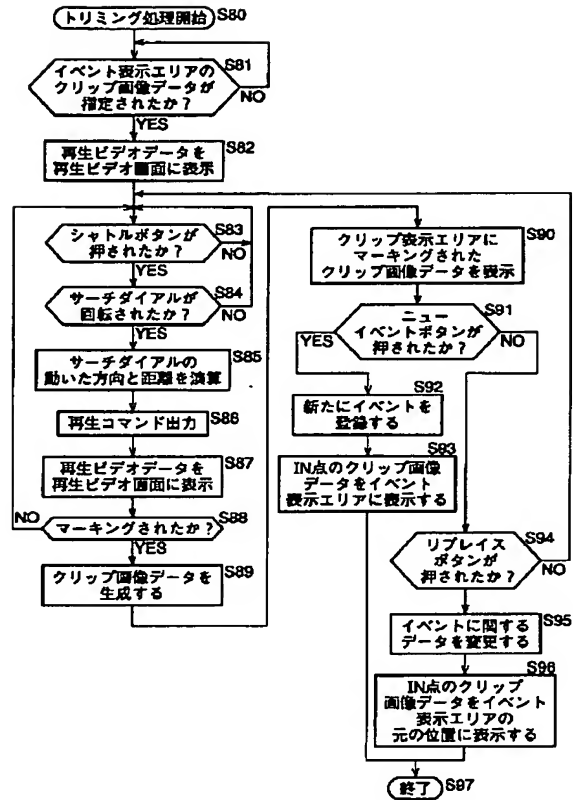 トリミング処理開始 S80
S81
イベント表示エリアの
クリップ画像データが
指定されたか?
NO
YES
S82
再生ビデオデータを
再生ビデオ画面に表示
S83
シャトルボタンが
押されたか?
NO
YES
S84
サーチダイアルが
回転されたか?
NO
YES
S85
サーチダイアルの
動いた方向と距離を演算
S86
再生コマンド出力
S87
再生ビデオデータを
再生ビデオ画面に表示
NO
S88
マーキングされたか?
YES
S89
クリップ画像データを
生成する
S90
クリップ表示エリアに
マーキングされた
クリップ画像データを表示
S91
ニュー
イベントボタンが
押されたか?
YES
NO
S92
新たにイベントを
登録する
S93
IN点のクリップ画像
データをイベント
表示エリアに表示する
S94
リプレイス
ボタンが
押されたか?
NO
YES
S95
イベントに関する
データを変更する
S96
IN点のクリップ
画像データをイベント
表示エリアの
元の位置に表示する
終了 S97